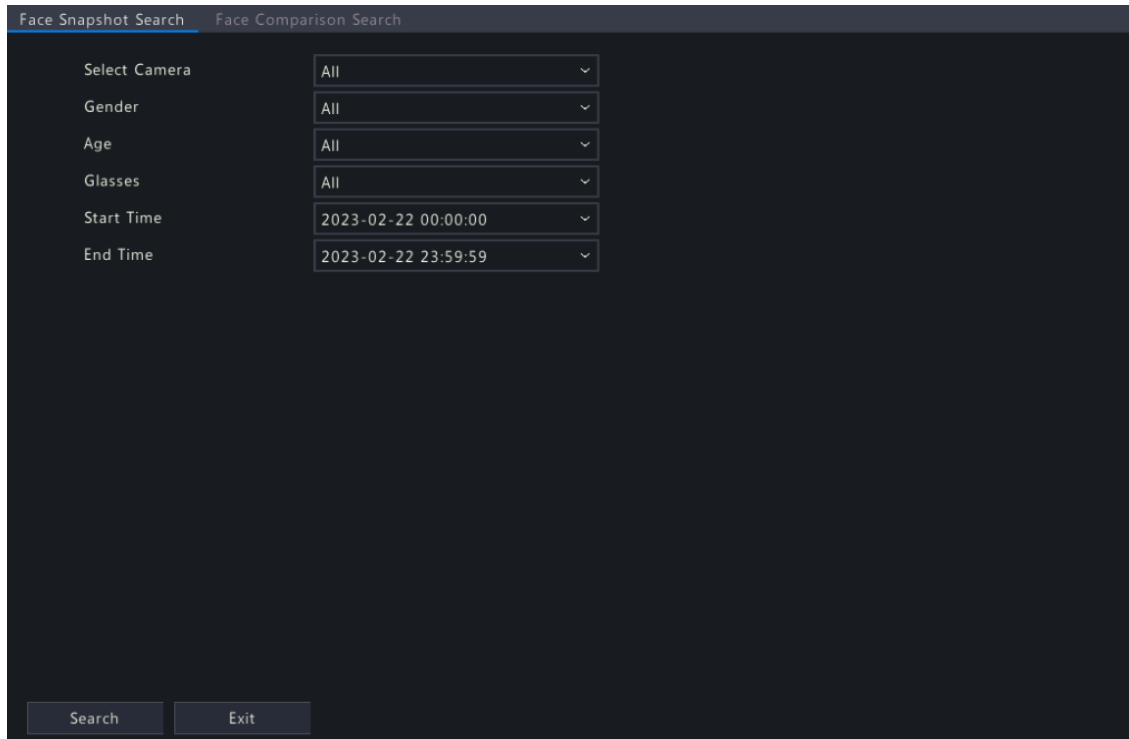 Face Snapshot Search Face Comparison Search
Select Camera All
Gender All
Age All
Glasses All
Start Time 2023-02-22 00:00:00
End Time 2023-02-22 23:59:59
Search Exit